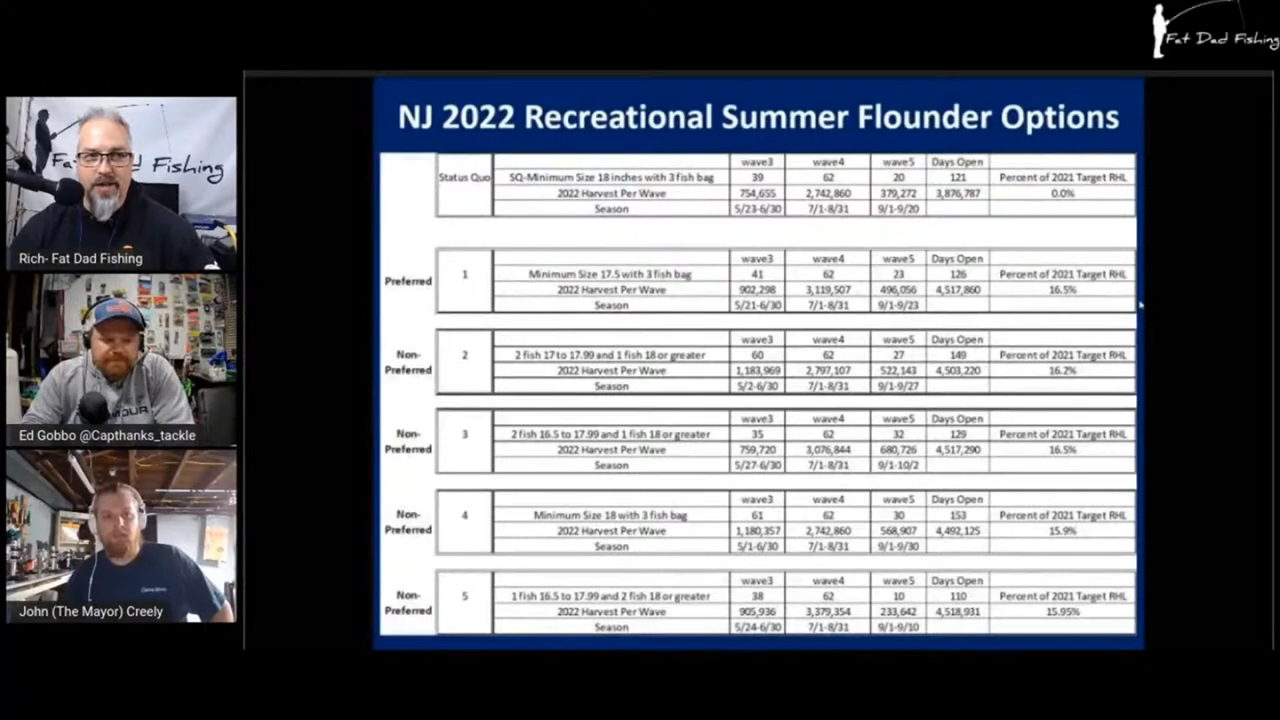 Fat Dad Fishing
Fat Dad Fishing
Rich- Fat Dad Fishing
Ed Gobbo @Capthanks_tackle
John (The Mayor) Creely
NJ 2022 Recreational Summer Flounder Options
wave3 wave4 wave5 Days Open
Status Quo SQ-Minimum Size 18 inches with 3 fish bag 39 62 20 121 Percent of 2021 Target RHL
2022 Harvest Per Wave 754,655 2,742,860 379,272 3,876,787 0.0%
Season 5/23-6/30 7/1-8/31 9/1-9/20
wave3 wave4 wave5 Days Open
Preferred 1 Minimum Size 17.5 with 3 fish bag 41 62 23 126 Percent of 2021 Target RHL
2022 Harvest Per Wave 902,298 3,119,507 496,056 4,517,860 16.5%
Season 5/21-6/30 7/1-8/31 9/1-9/23
wave3 wave4 wave5 Days Open
Non-Preferred 2 2 fish 17 to 17.99 and 1 fish 18 or greater 60 62 27 149 Percent of 2021 Target RHL
2022 Harvest Per Wave 1,183,969 2,797,107 522,143 4,503,220 16.2%
Season 5/2-6/30 7/1-8/31 9/1-9/27
wave3 wave4 wave5 Days Open
Non-Preferred 3 2 fish 16.5 to 17.99 and 1 fish 18 or greater 35 62 32 129 Percent of 2021 Target RHL
2022 Harvest Per Wave 759,720 3,076,844 680,726 4,517,290 16.5%
Season 5/27-6/30 7/1-8/31 9/1-10/2
wave3 wave4 wave5 Days Open
Non-Preferred 4 Minimum Size 18 with 3 fish bag 61 62 30 153 Percent of 2021 Target RHL
2022 Harvest Per Wave 1,180,357 2,742,860 568,907 4,492,125 15.9%
Season 5/1-6/30 7/1-8/31 9/1-9/30
wave3 wave4 wave5 Days Open
Non-Preferred 5 1 fish 16.5 to 17.99 and 2 fish 18 or greater 38 62 10 110 Percent of 2021 Target RHL
2022 Harvest Per Wave 905,936 3,379,354 233,642 4,518,931 15.95%
Season 5/24-6/30 7/1-8/31 9/1-9/10